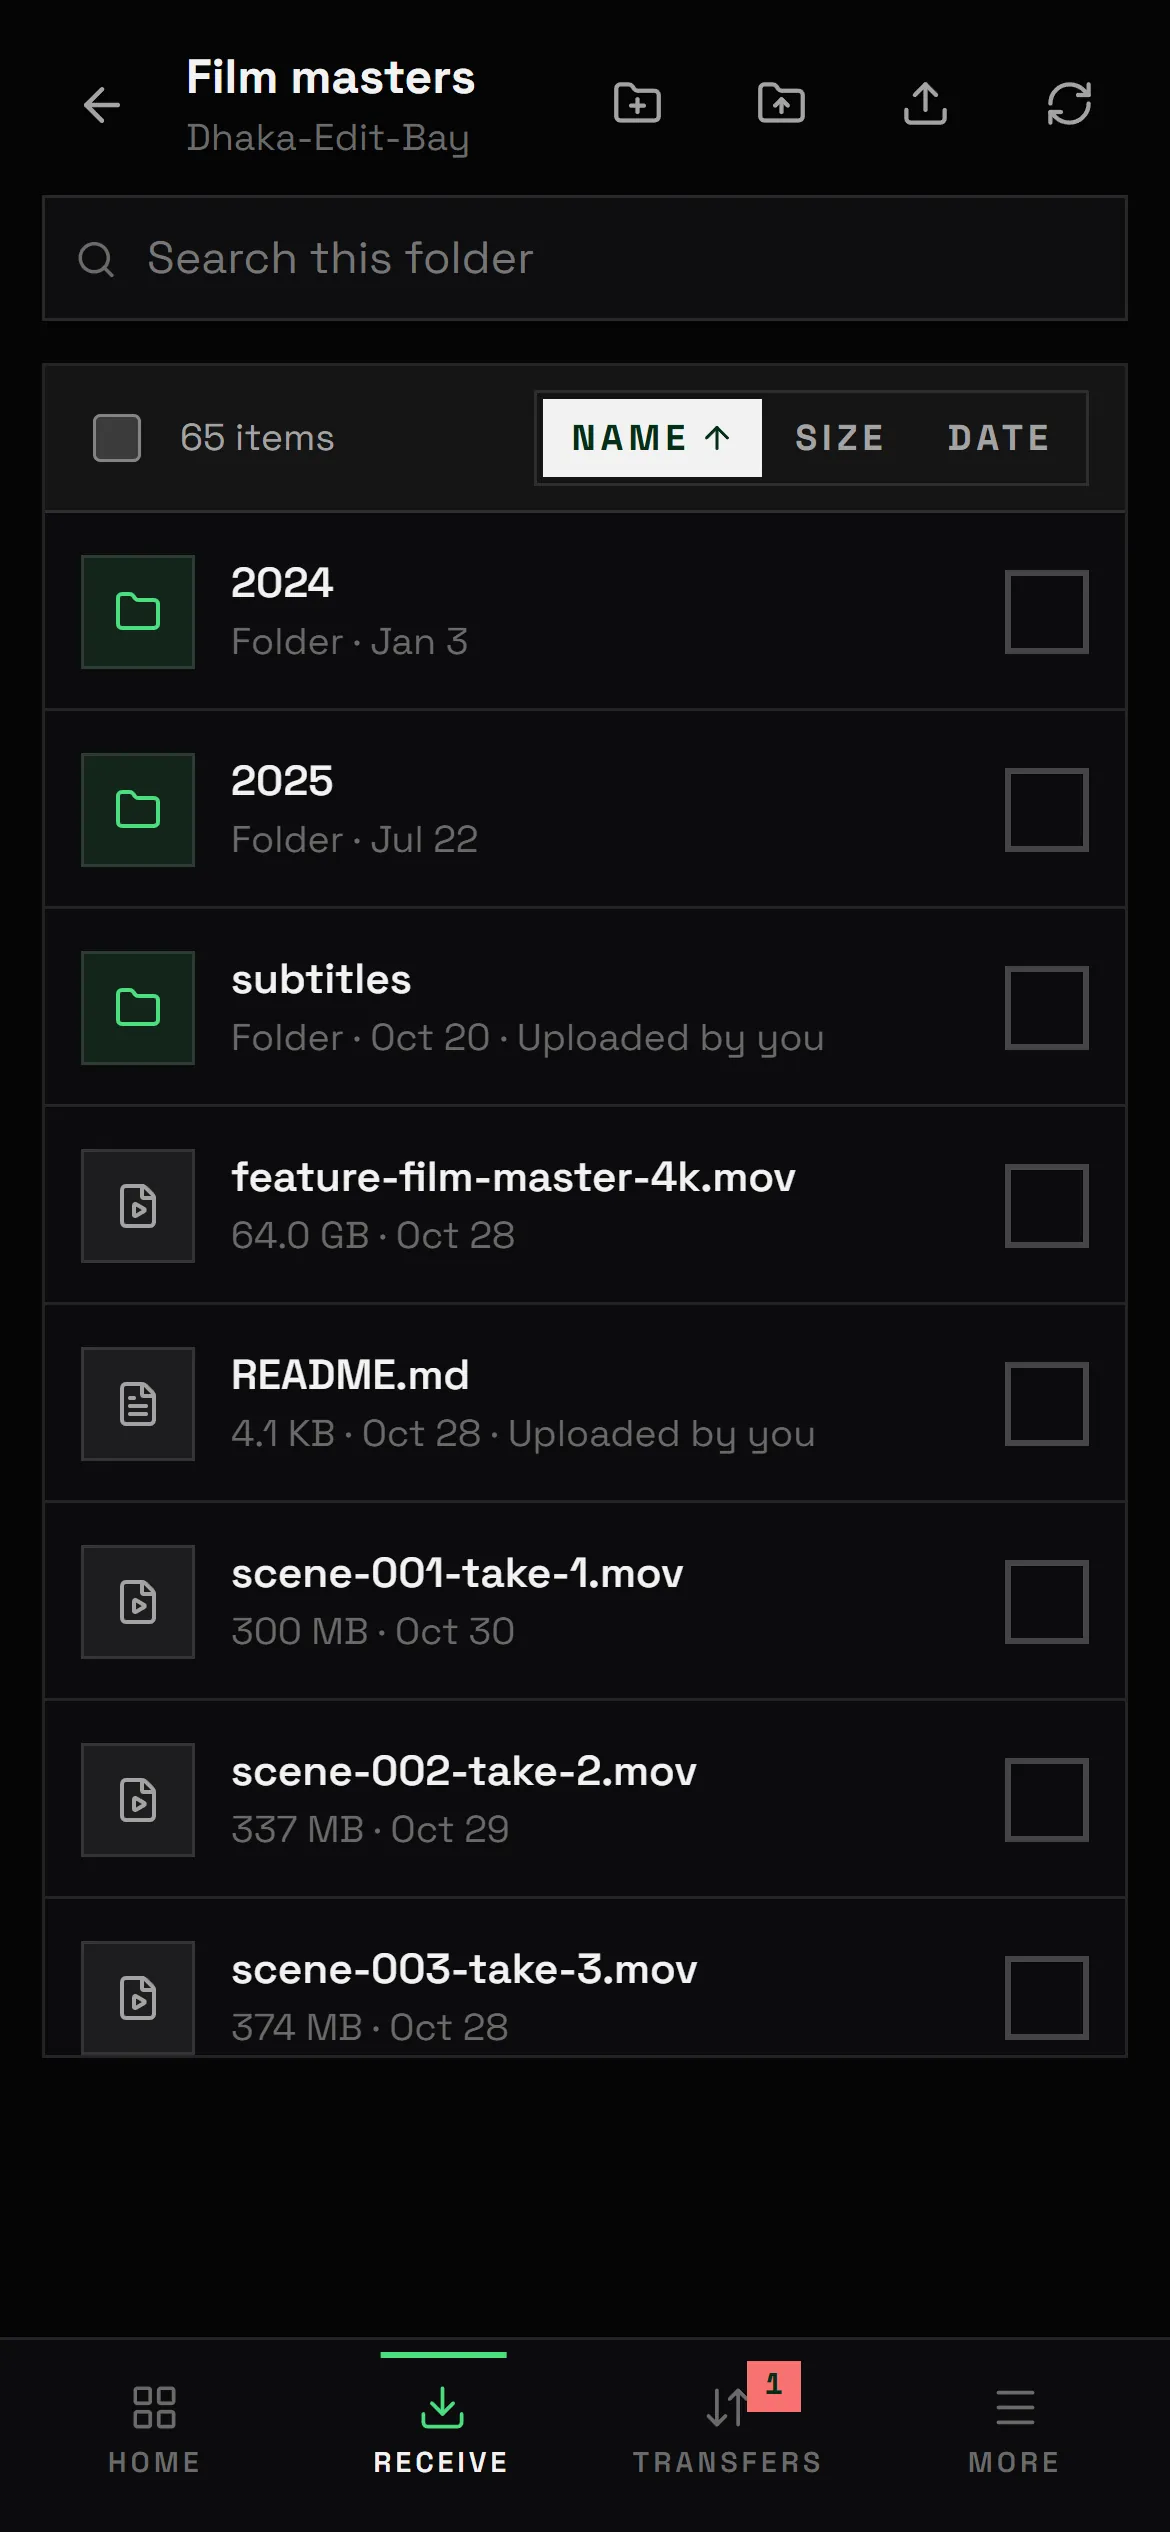 Film masters
Dhaka-Edit-Bay
Search this folder
65 items
NAME ↑ SIZE DATE
2024
Folder · Jan 3
2025
Folder · Jul 22
subtitles
Folder · Oct 20 · Uploaded by you
feature-film-master-4k.mov
64.0 GB · Oct 28
README.md
4.1 KB · Oct 28 · Uploaded by you
scene-001-take-1.mov
300 MB · Oct 30
scene-002-take-2.mov
337 MB · Oct 29
scene-003-take-3.mov
374 MB · Oct 28
1
HOME RECEIVE TRANSFERS MORE